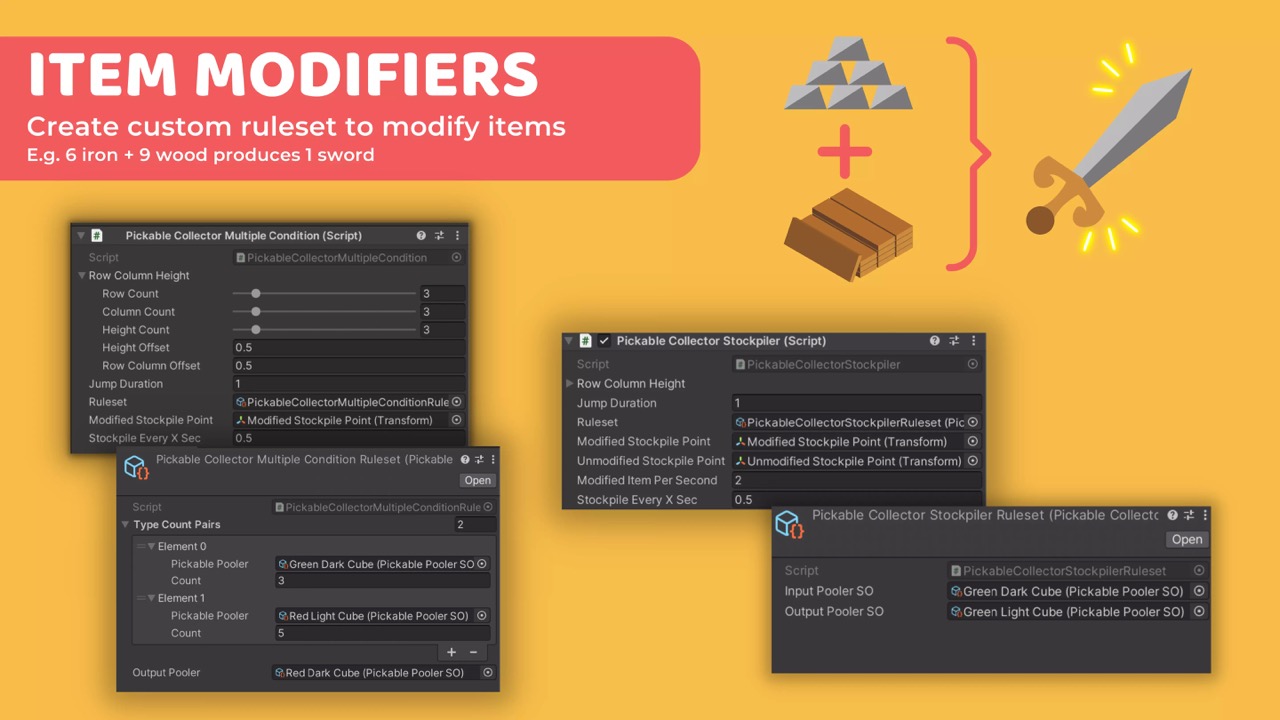 ITEM MODIFIERS
Create custom ruleset to modify items
E.g. 6 iron + 9 wood produces 1 sword
Pickable Collector Multiple Condition (Script)
Script PickableCollectorMultipleCondition
Row Column Height
Row Count 3
Column Count 3
Height Count 3
Height Offset 0.5
Row Column Offset 0.5
Jump Duration 1
Ruleset PickableCollectorMultipleConditionRule
Modified Stockpile Point Modified Stockpile Point (Transform)
Stockpile Every X Sec 0.5
Pickable Collector Multiple Condition Ruleset (Pickable
Open
Script PickableCollectorMultipleConditionRule
Type Count Pairs 2
Element 0
Pickable Pooler Green Dark Cube (Pickable Pooler SO
Count 3
Element 1
Pickable Pooler Red Light Cube (Pickable Pooler SO)
Count 5
Output Pooler Red Dark Cube (Pickable Pooler SO)
Pickable Collector Stockpiler (Script)
Script PickableCollectorStockpiler
Row Column Height
Jump Duration 1
Ruleset PickableCollectorStockpilerRuleset (Pic
Modified Stockpile Point Modified Stockpile Point (Transform)
Unmodified Stockpile Point Unmodified Stockpile Point (Transform)
Modified Item Per Second 2
Stockpile Every X Sec 0.5
Pickable Collector Stockpiler Ruleset (Pickable Collecto
Open
Script PickableCollectorStockpilerRuleset
Input Pooler SO Green Dark Cube (Pickable Pooler SO)
Output Pooler SO Green Light Cube (Pickable Pooler SO)